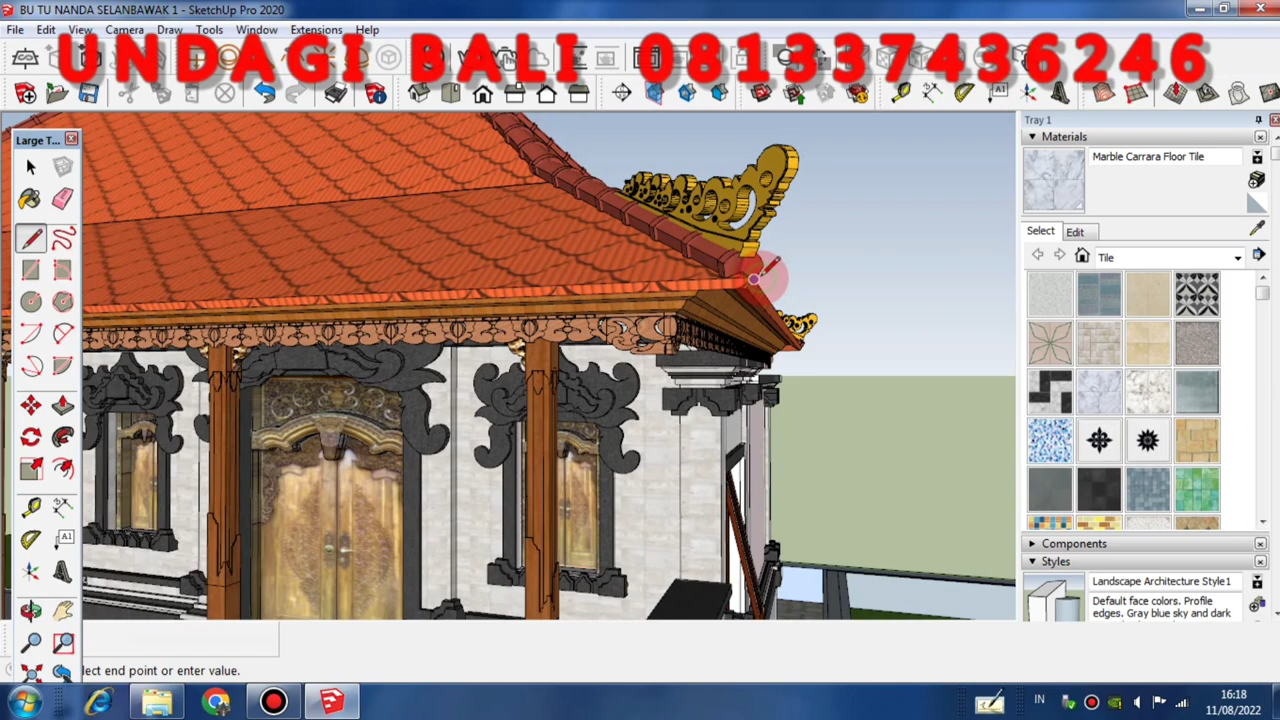 BU TU NANDA SELANBAWAK 1 - SketchUp Pro 2020
File Edit View Camera Draw Tools Window Extensions Help
UNDAGI BALI 081337436246
Tray 1
Materials
Large T...
Marble Carrara Floor Tile
Select Edit
Tile
A1
A1
Components
Styles
Landscape Architecture Style1
Default face colors. Profile
edges. Gray blue sky and dark
lect end point or enter value.
IN
16:18
11/08/2022